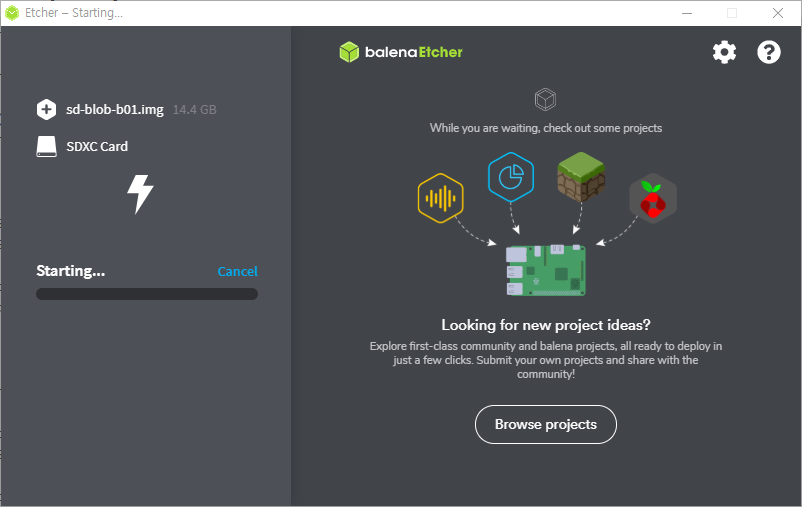 Etcher – Starting...
balenaEtcher
sd-blob-b01.img 14.4 GB
SDXC Card
Starting...
Cancel
While you are waiting, check out some projects
Looking for new project ideas?
Explore first-class community and balena projects, all ready to deploy in
just a few clicks. Submit your own projects and share with the
community!
Browse projects